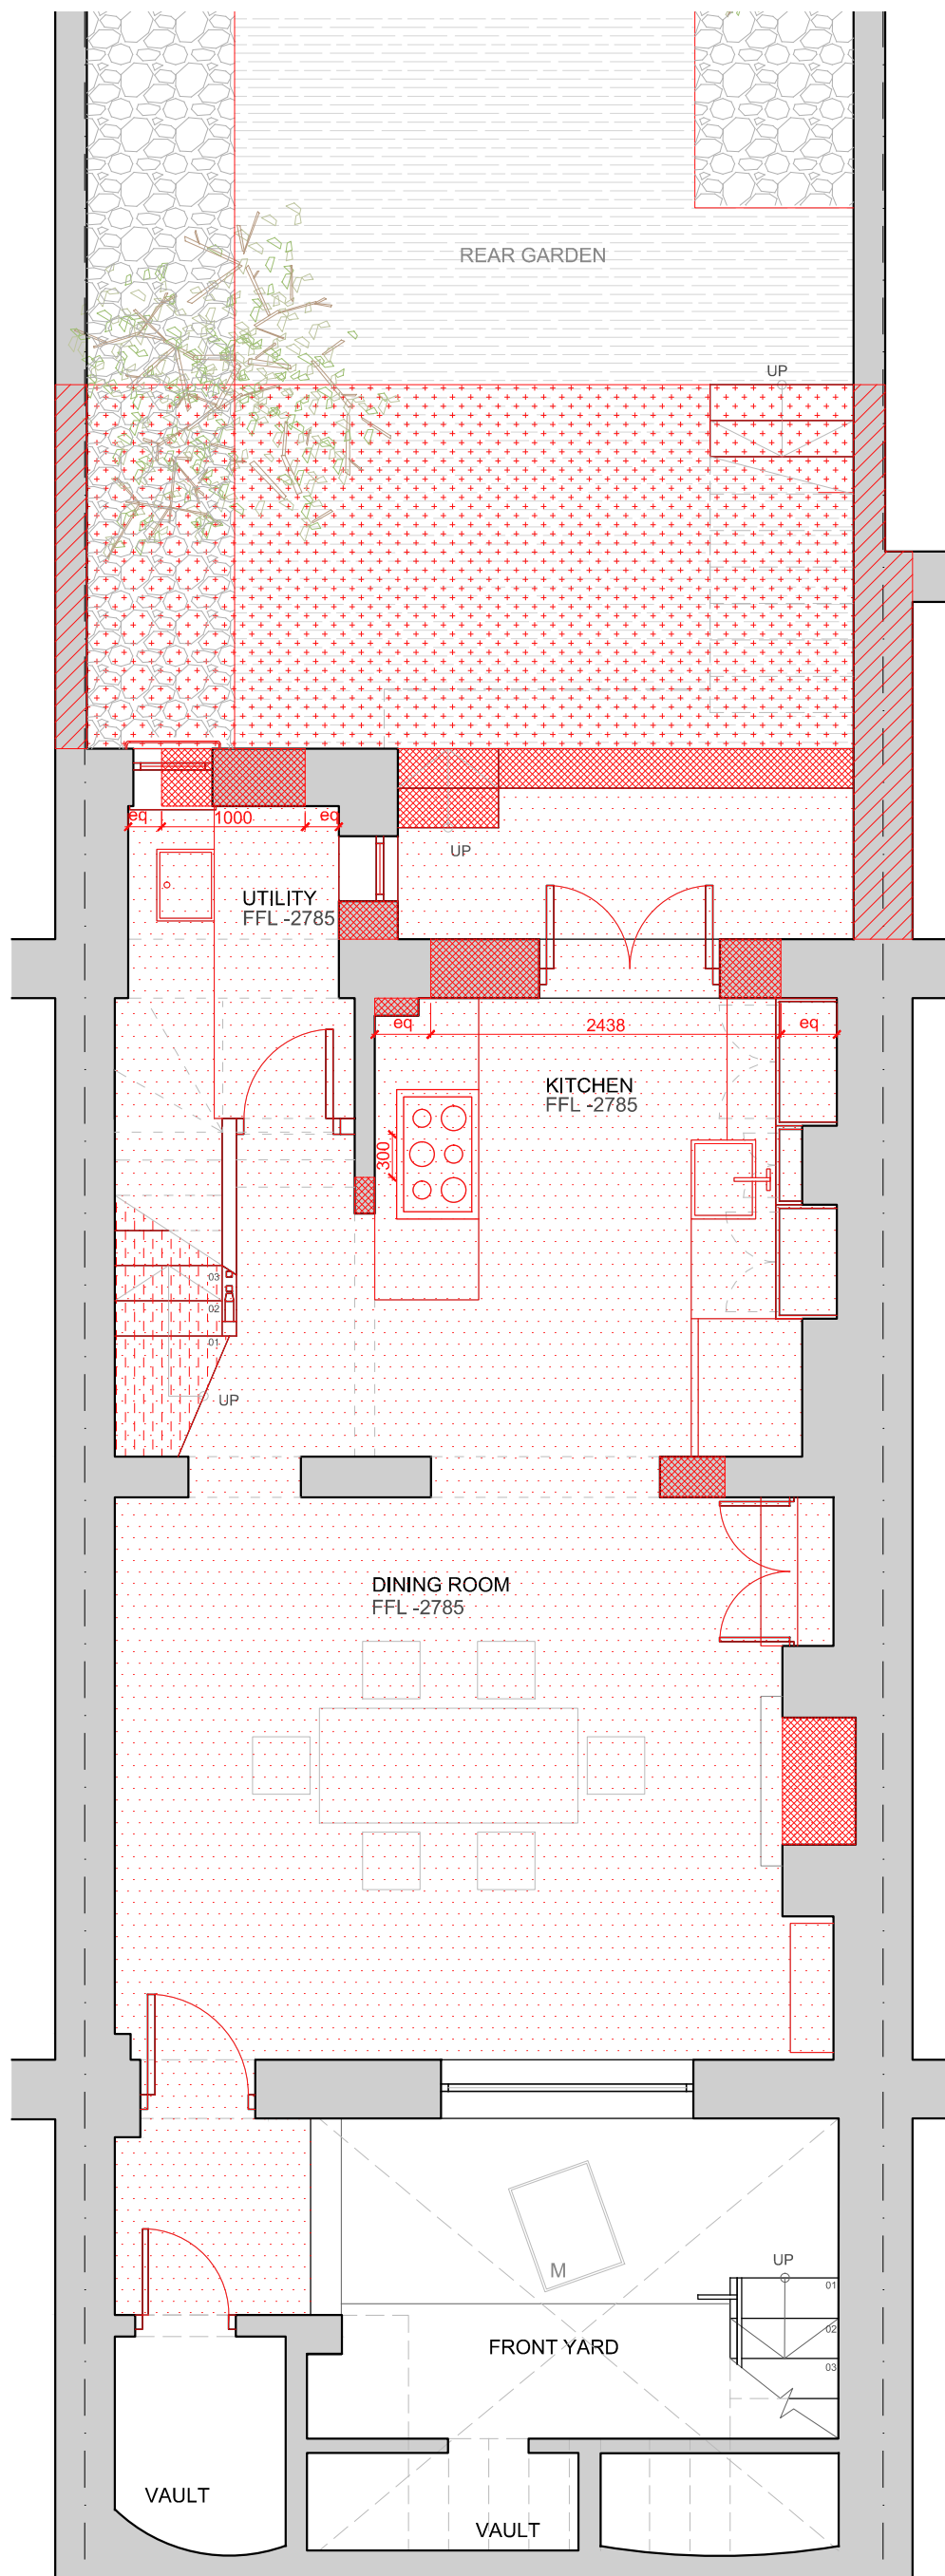 REAR GARDEN
UP
eq
1000
eq
UP
UTILITY
FFL -2785
eq
2438
eq
KITCHEN
FFL -2785
300
03
02
01
UP
DINING ROOM
FFL -2785
M
UP
01
02
03
FRONT YARD
VAULT
VAULT